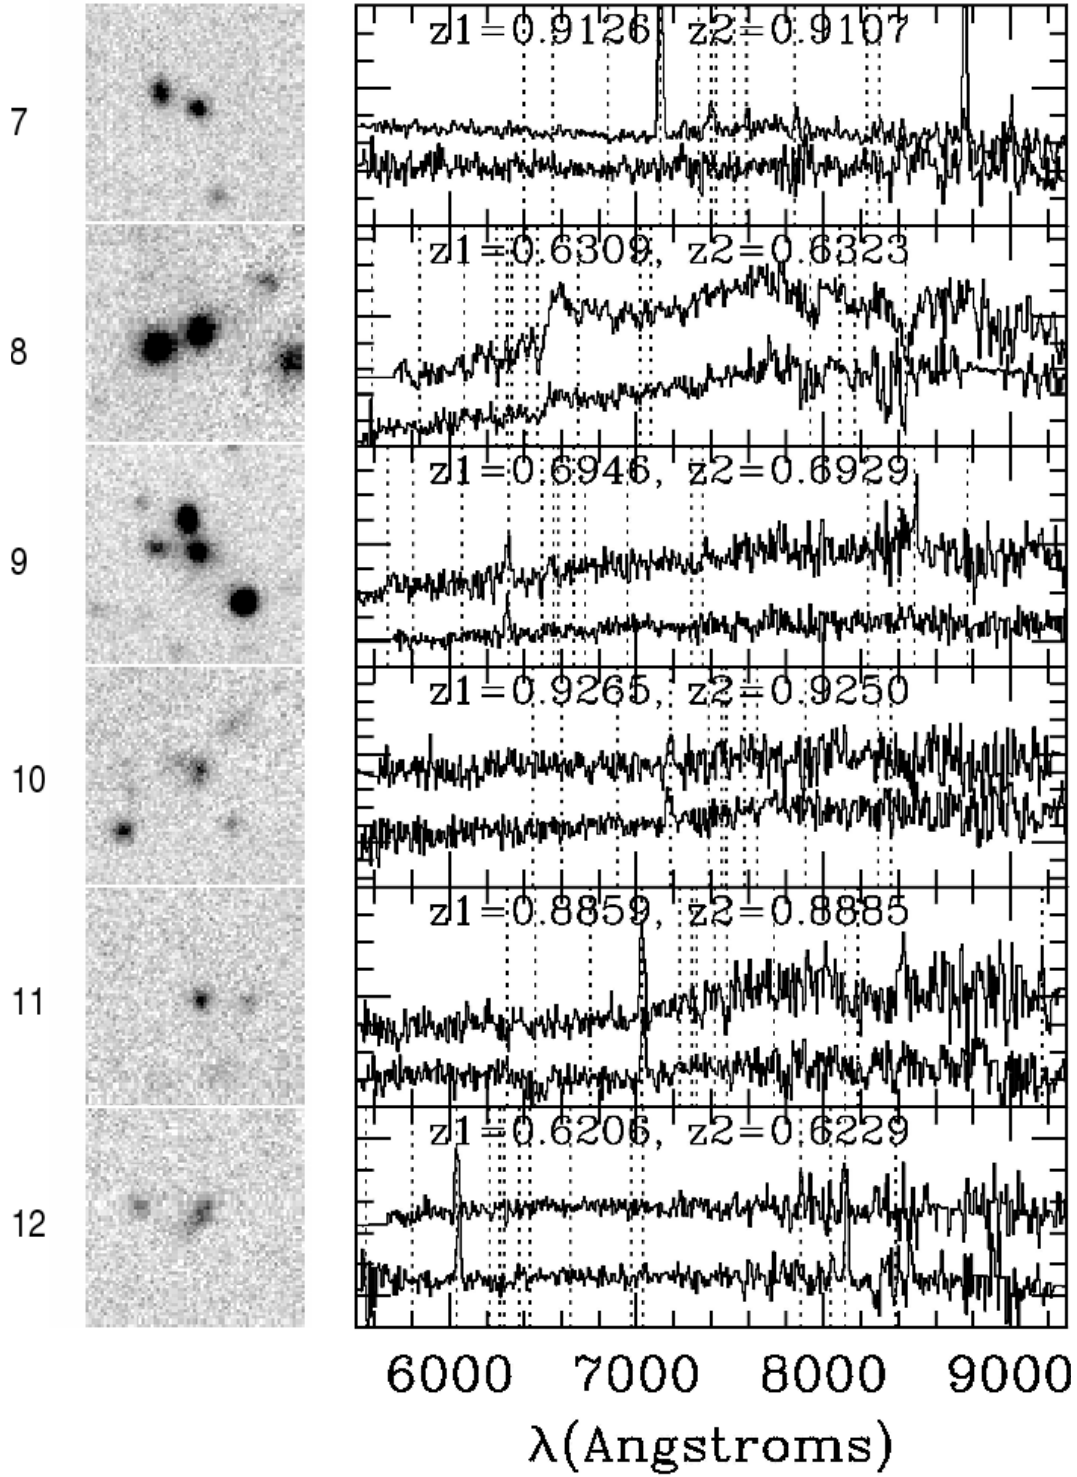 7
z1=0.9126, z2=0.9107
8
z1=0.6309, z2=0.6323
9
z1=0.6946, z2=0.6929
10
z1=0.9265, z2=0.9250
11
z1=0.8859, z2=0.8885
12
z1=0.6206, z2=0.6229
6000 7000 8000 9000
λ(Angstroms)